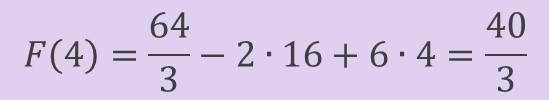 F(4) = 64/3 − 2 · 16 + 6 · 4 = 40/3